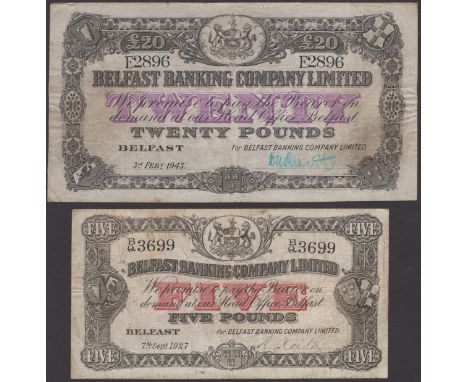 £20 £20
E2896 E2896
BELFAST BANKING COMPANY LIMITED
TWENTY
We promise to pay the Bearer on
demand at our Head Office Belfast
TWENTY POUNDS
BELFAST For BELFAST BANKING COMPANY LIMITED.
3rd FEBY, 1943.
FIVE FIVE
B/G 3699 B/G 3699
BELFAST BANKING COMPANY LIMITED
FIVE
We promise to pay the Bearer on
demand at our Head Office Belfast
FIVE POUNDS
BELFAST For BELFAST BANKING COMPANY LIMITED.
7th Sept. 1927
FIVE FIVE